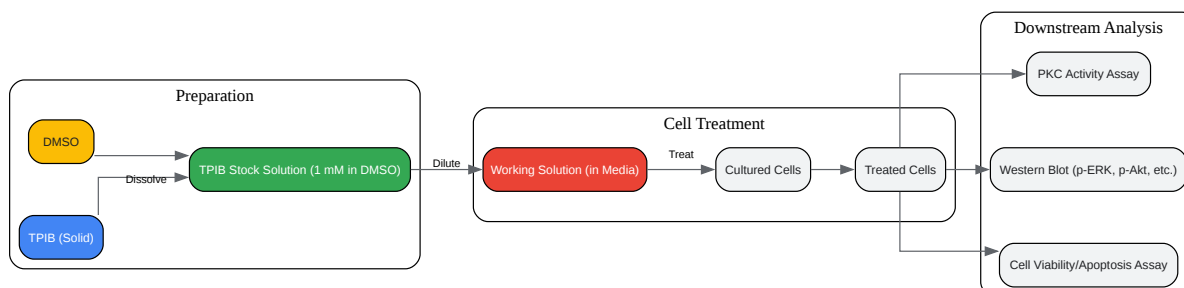 Preparation
DMSO
Dissolve
TPIB (Solid)
TPIB Stock Solution (1 mM in DMSO)
Dilute
Cell Treatment
Working Solution (in Media)
Treat
Cultured Cells
Treated Cells
Downstream Analysis
PKC Activity Assay
Western Blot (p-ERK, p-Akt, etc.)
Cell Viability/Apoptosis Assay